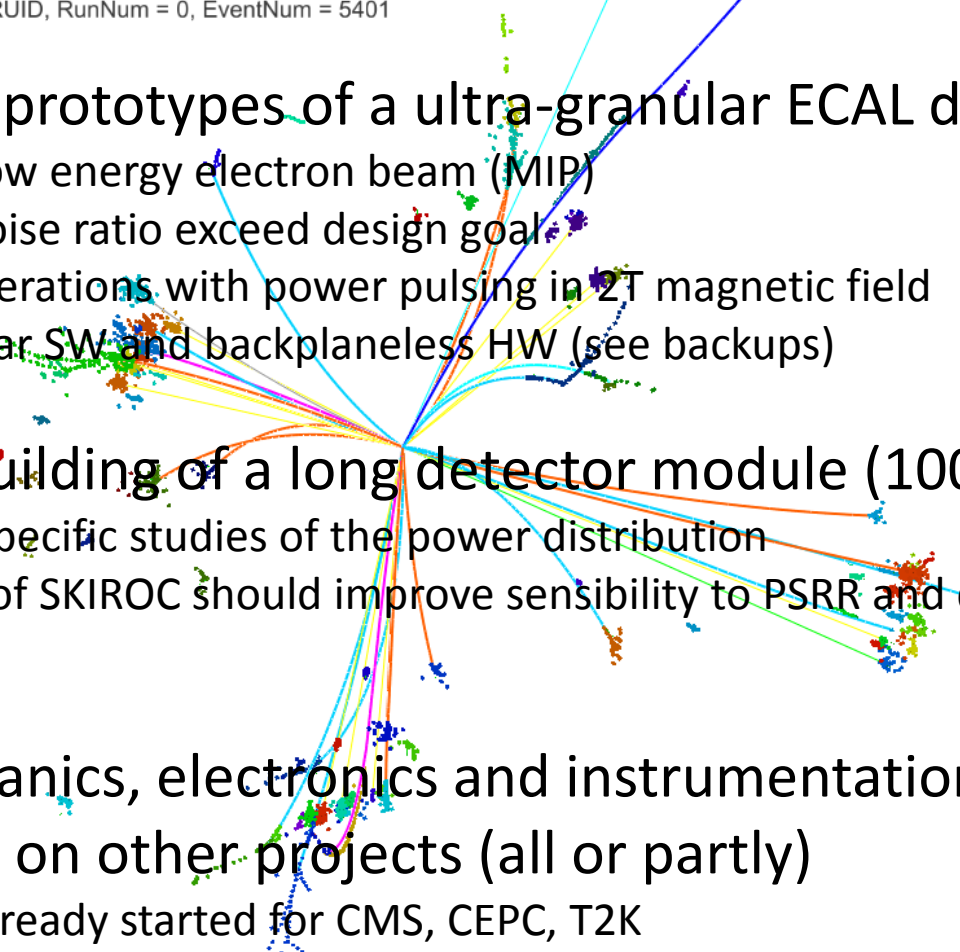 RUID, RunNum = 0, EventNum = 5401
prototypes of a ultra-granular ECAL d
ow energy electron beam (MIP)
oise ratio exceed design goal
erations with power pulsing in 2T magnetic field
ar SW and backplaneless HW (see backups)
uilding of a long detector module (100
pecific studies of the power distribution
of SKIROC should improve sensibility to PSRR and
anics, electronics and instrumentation
on other projects (all or partly)
ready started for CMS, CEPC, T2K